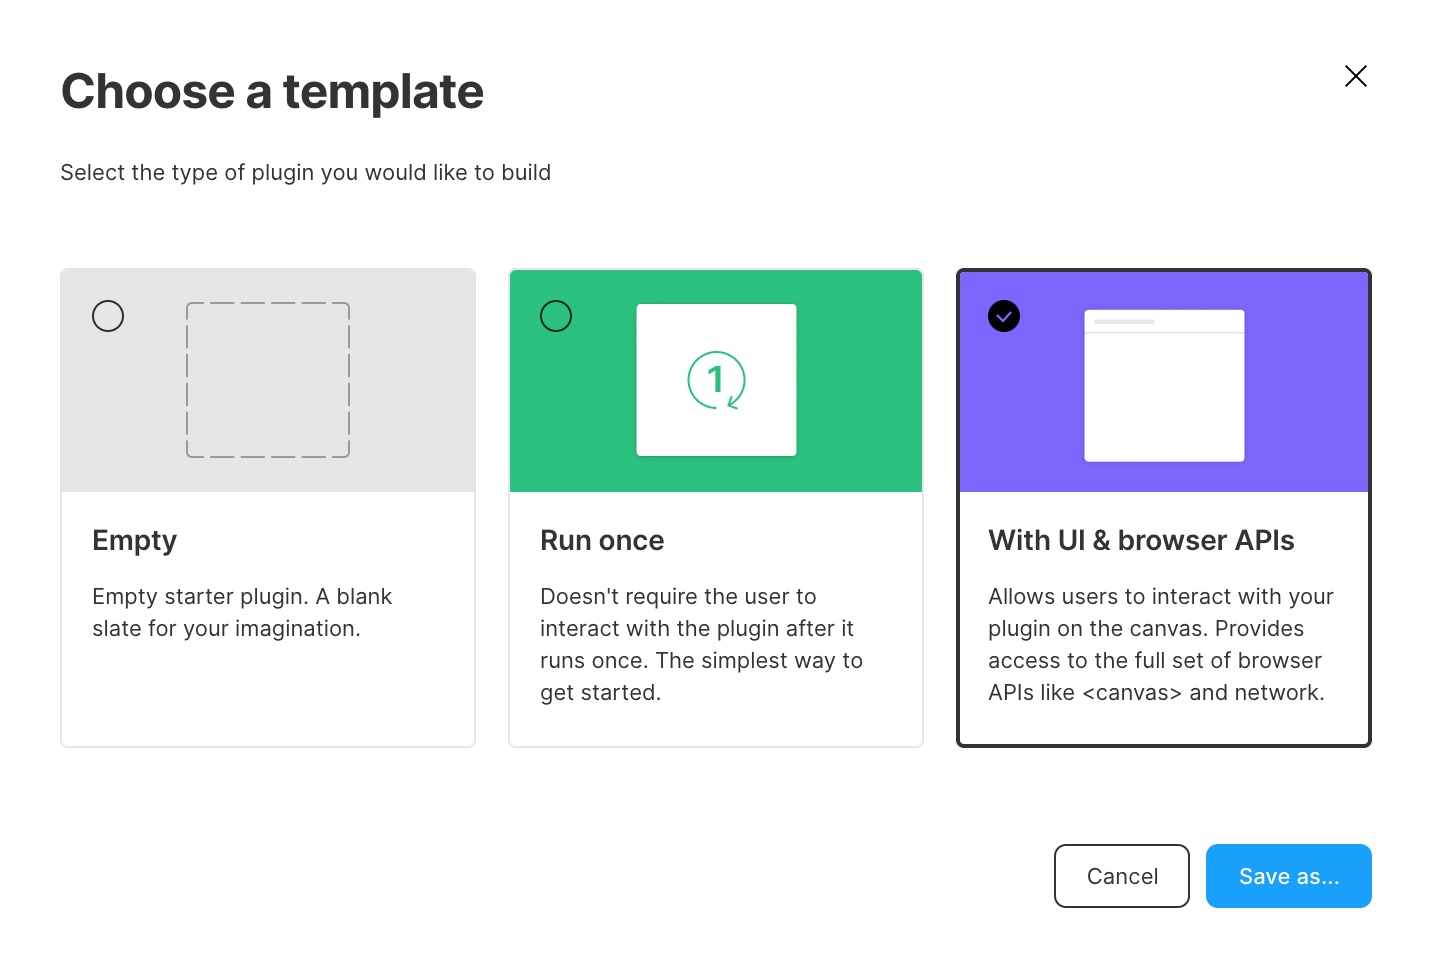 Choose a template
Select the type of plugin you would like to build
1
Empty
Empty starter plugin. A blank
slate for your imagination.
Run once
Doesn't require the user to
interact with the plugin after it
runs once. The simplest way to
get started.
With UI & browser APIs
Allows users to interact with your
plugin on the canvas. Provides
access to the full set of browser
APIs like <canvas> and network.
Cancel
Save as...